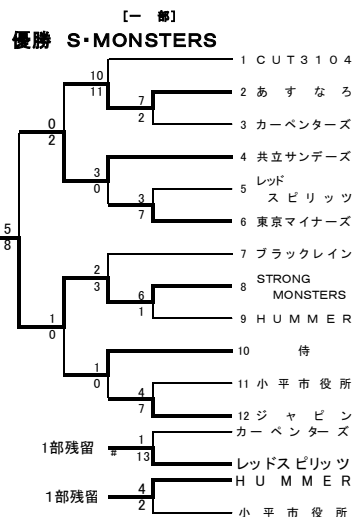 [一 部]
優勝 S・MONSTERS
1 CUT3104
10
11
7
2 あすなろ
2
3 カーペンターズ
0
2
3
0
4 共立サンデーズ
5 レッドスピリッツ
3
7
6 東京マイナーズ
5
8
2
3
7 ブラックレイン
6
1
8 STRONG
MONSTERS
9 HUMMER
1
0
1
0
10 侍
4
7
11 小平市役所
12 ジャピン
1部残留
#
1
13
カーペンターズ
レッドスピリッツ
1部残留
4
2
HUMMER
小平市役所